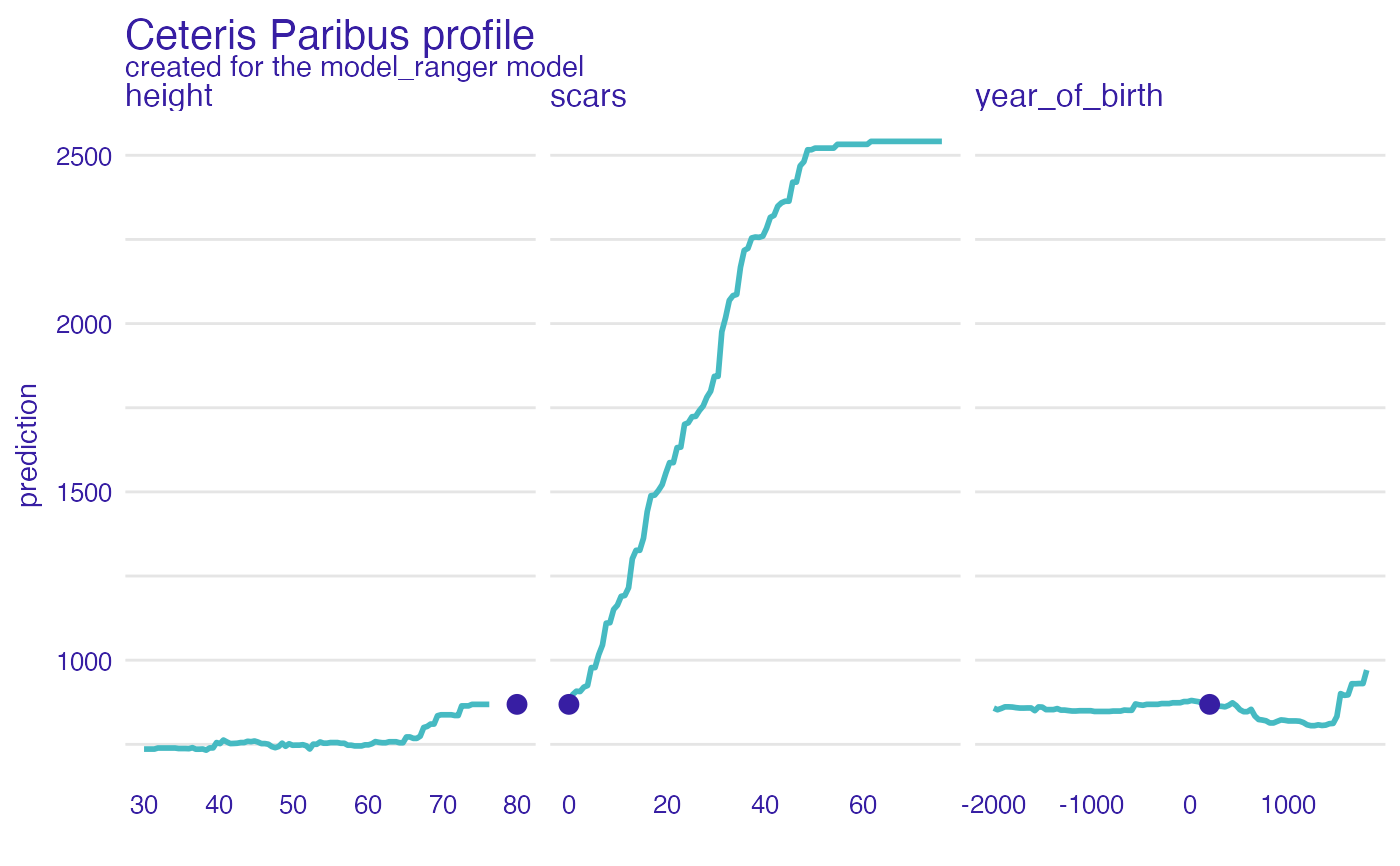 Ceteris Paribus profile
created for the model_ranger model
height scars year_of_birth
2500
2000
1500
1000
prediction
30 40 50 60 70 80 0 20 40 60 -2000 -1000 0 1000